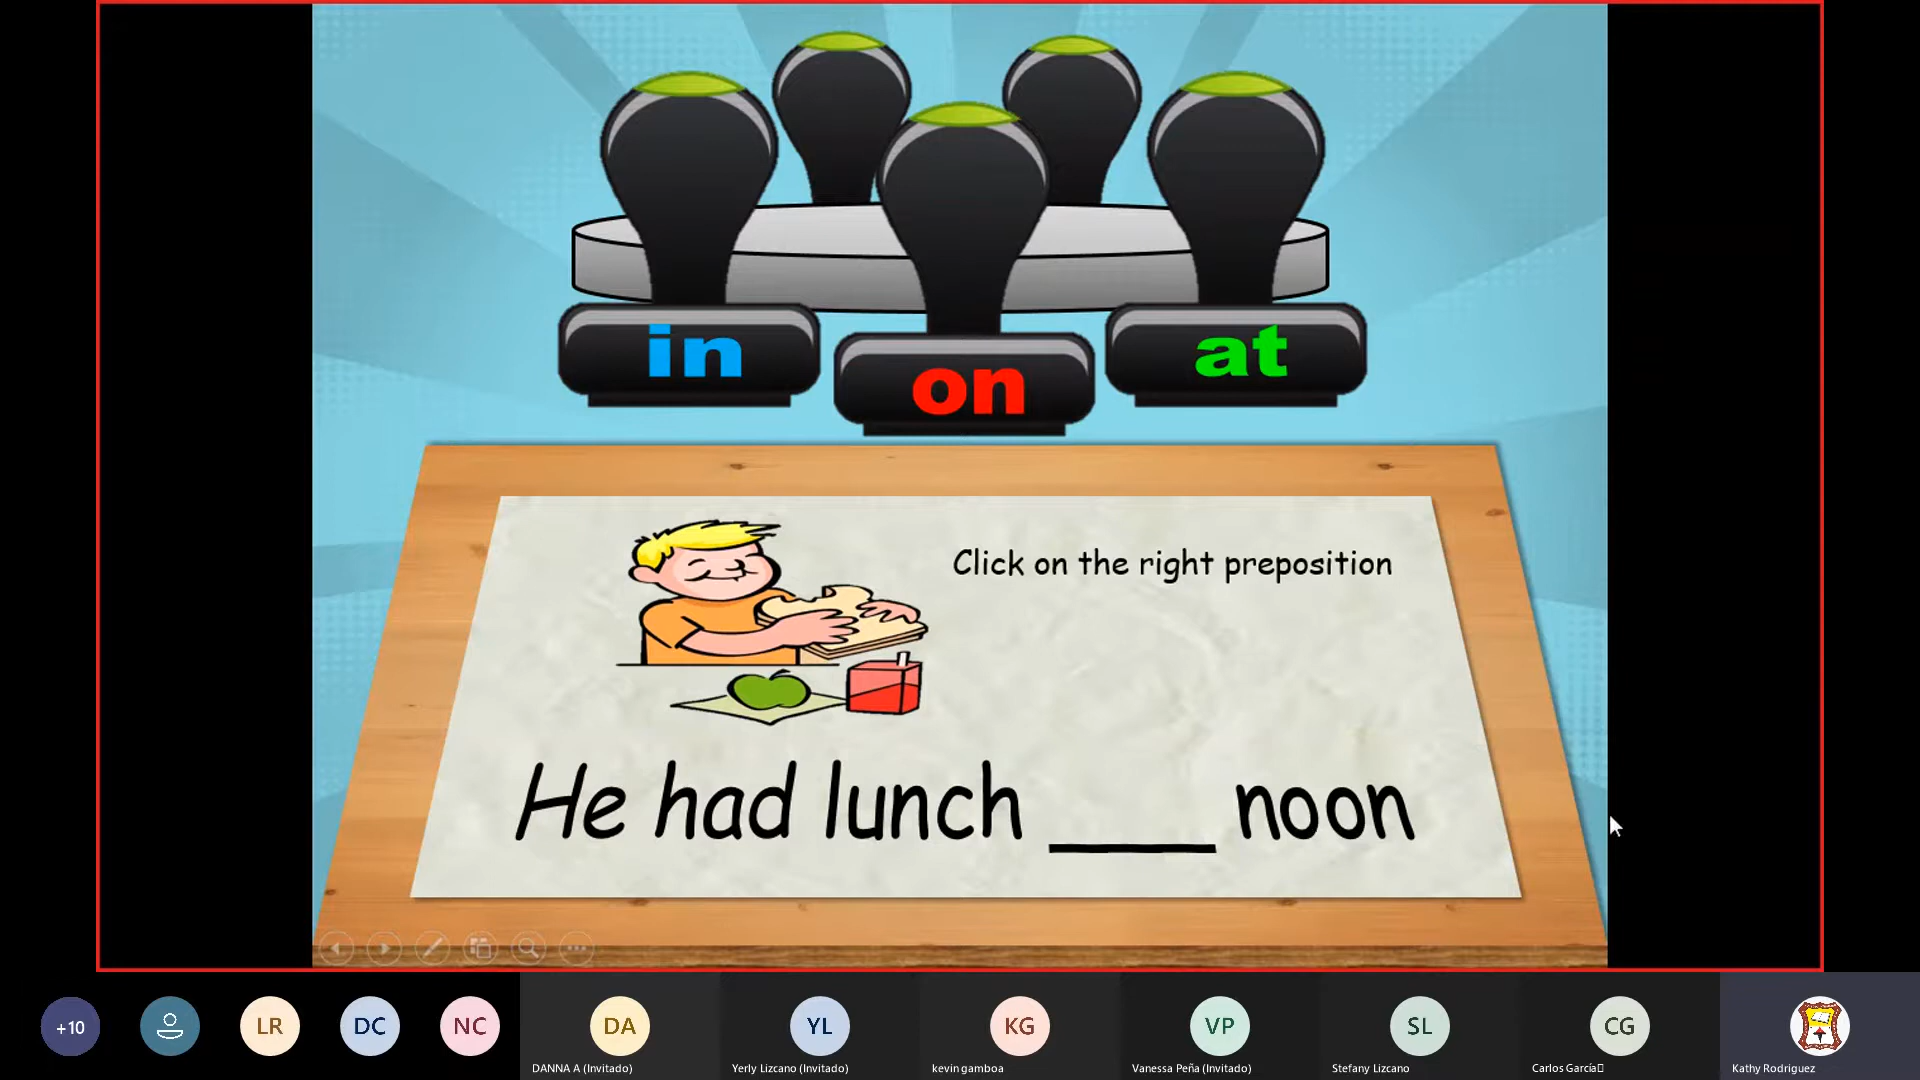 in
on
at
Click on the right preposition
He had lunch ____ noon
+10
LR
DC
NC
DA
YL
KG
VP
SL
CG
DANNA A (Invitado)
Yerly Lizcano (Invitado)
kevin gamboa
Vanessa Peña (Invitado)
Stefany Lizcano
Carlos García
Kathy Rodriguez